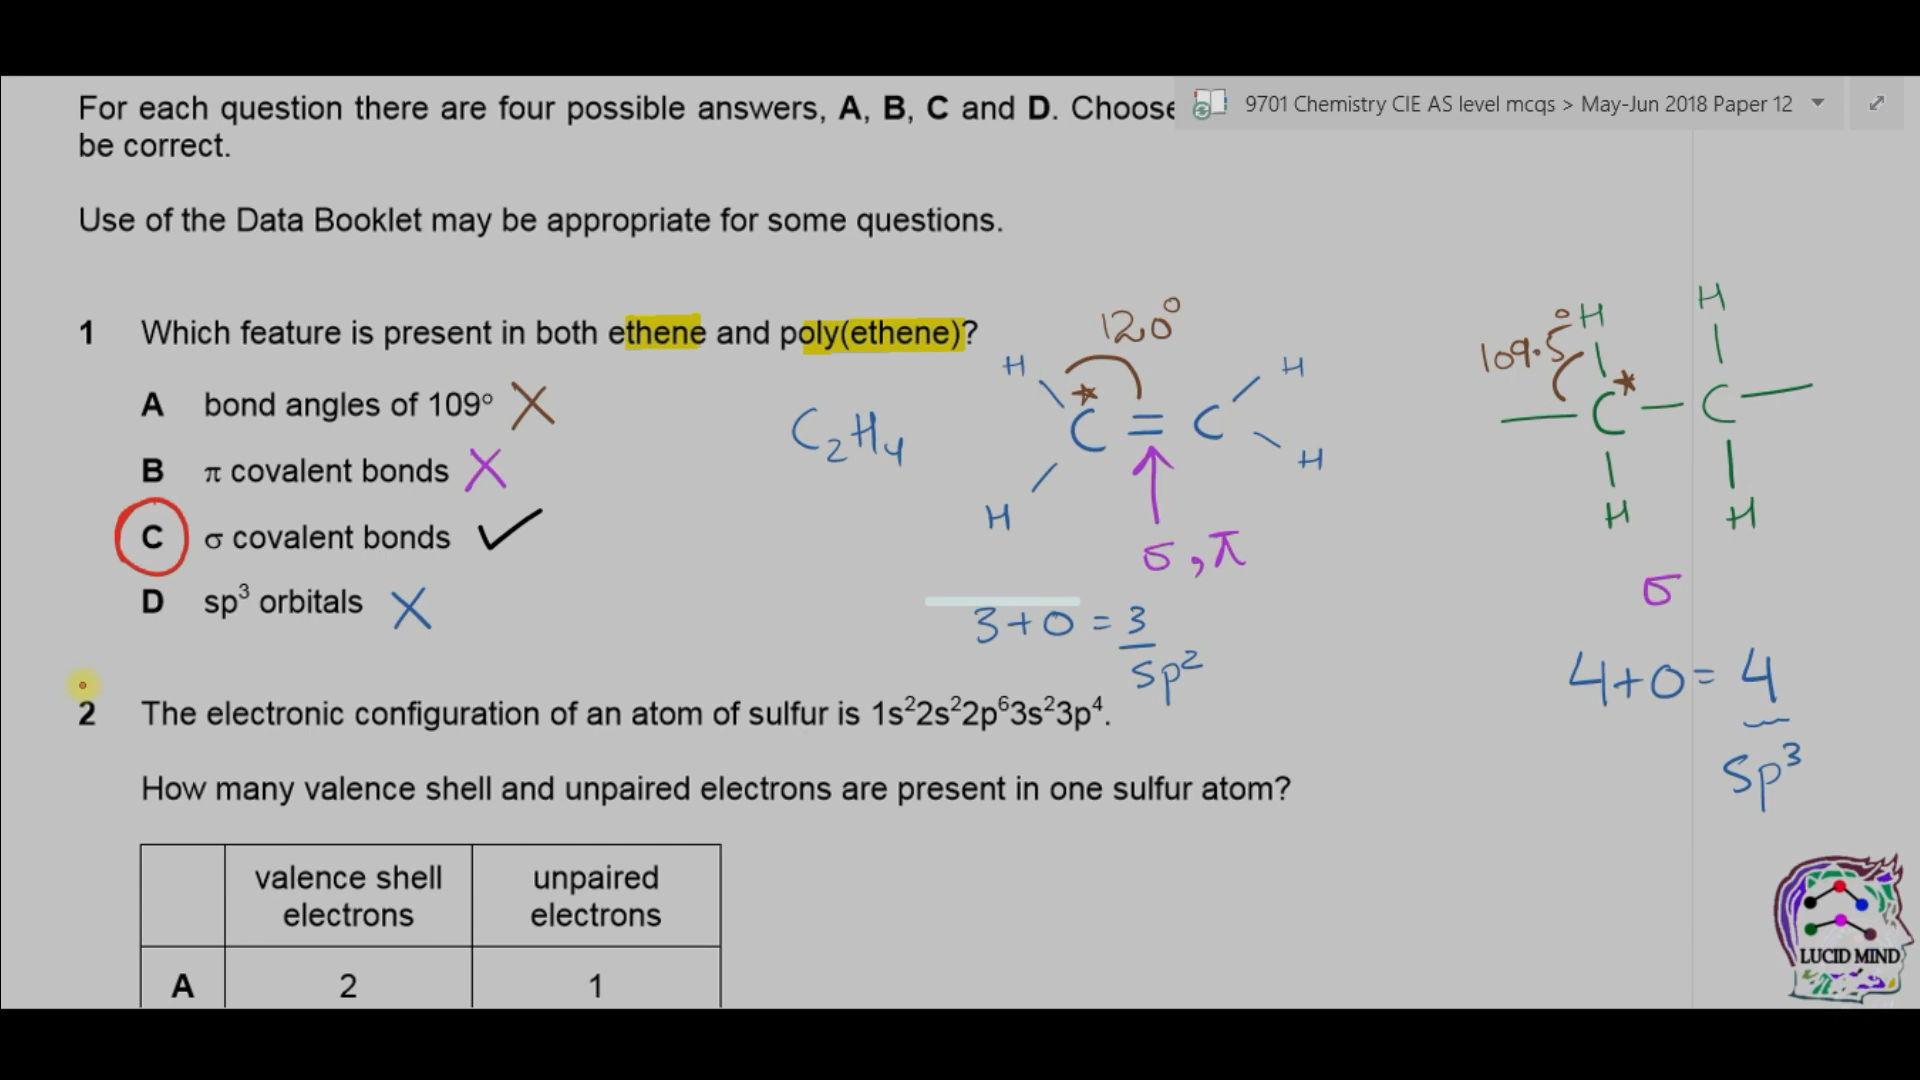 For each question there are four possible answers, A, B, C and D. Choose
9701 Chemistry CIE AS level mcqs > May-Jun 2018 Paper 12
be correct.
Use of the Data Booklet may be appropriate for some questions.
1 Which feature is present in both ethene and poly(ethene)?
A bond angles of 109°
B π covalent bonds
C σ covalent bonds
D sp³ orbitals
C₂H₄
120°
H H
C = C
H H
σ, π
3+0 = 3
sp²
109.5°
H H
C - C
H H
σ
4+0 = 4
sp³
2 The electronic configuration of an atom of sulfur is 1s²2s²2p⁶3s²3p⁴.
How many valence shell and unpaired electrons are present in one sulfur atom?
valence shell electrons unpaired electrons
A 2 1
LUCID MIND